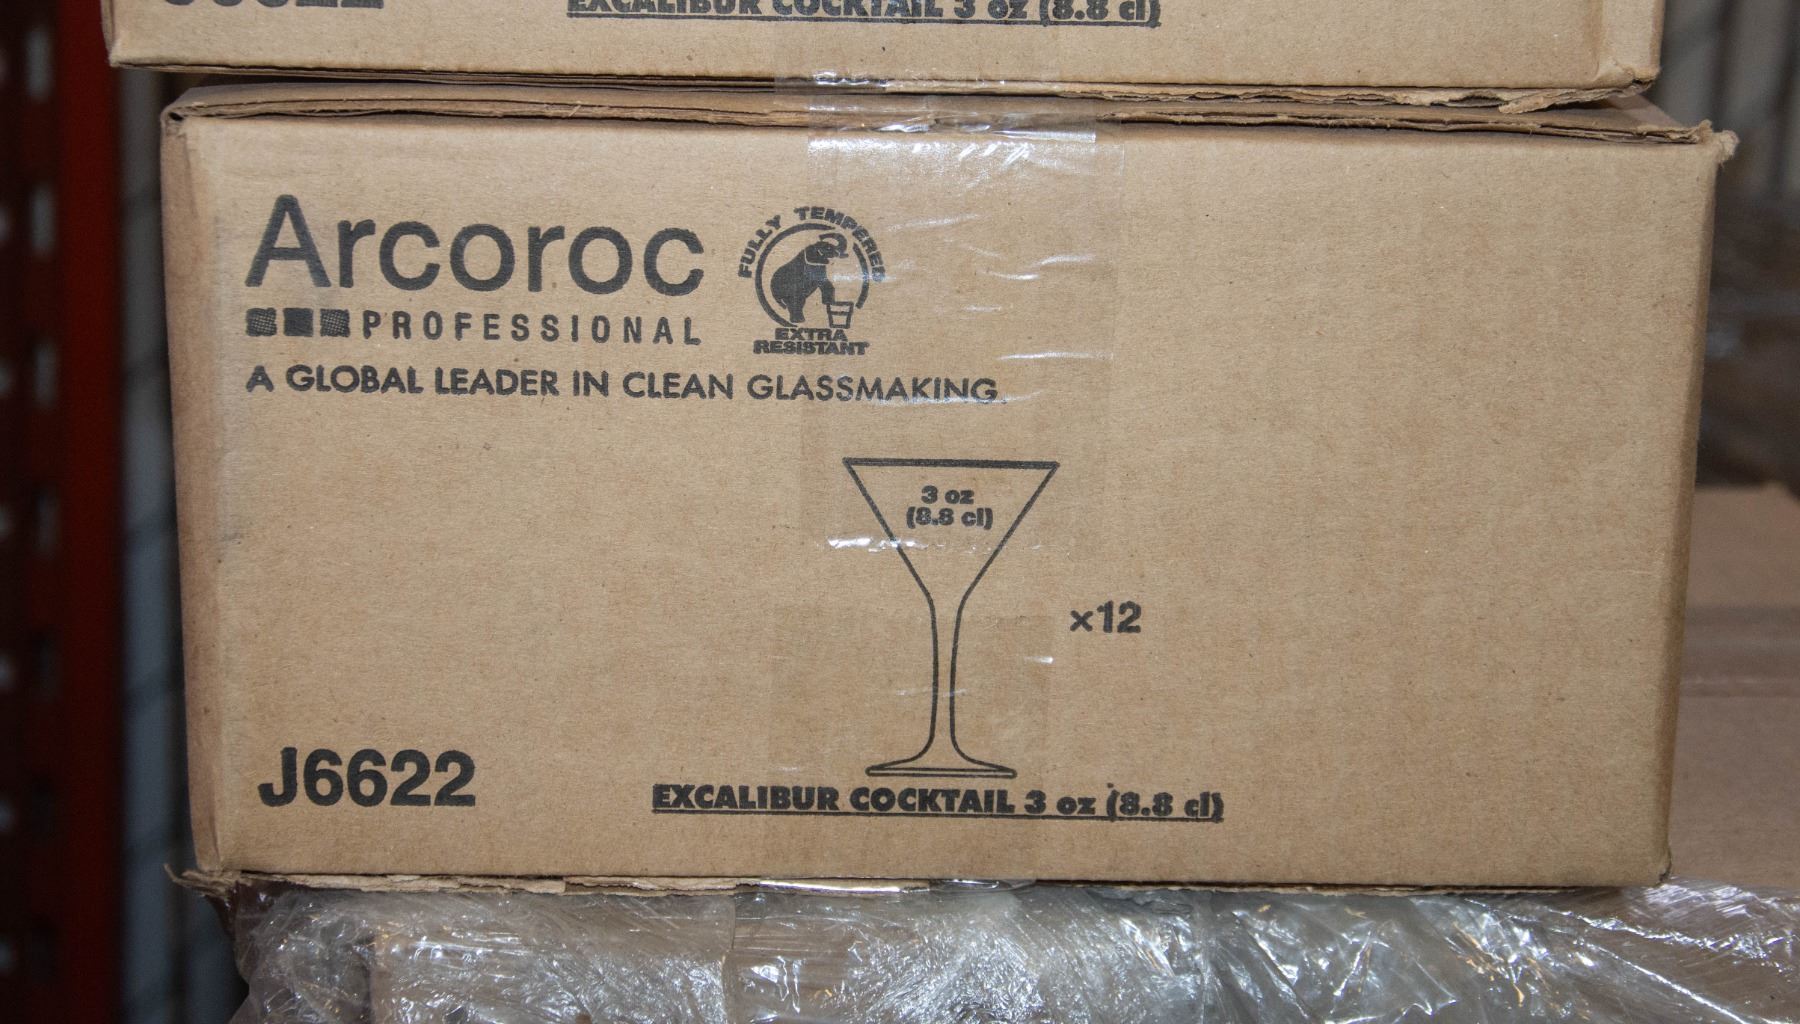 EXCALIBUR COCKTAIL 3 oz (8.8 cl)
Arcoroc
PROFESSIONAL
FULLY TEMPERED
EXTRA
RESISTANT
A GLOBAL LEADER IN CLEAN GLASSMAKING
3 oz
(8.8 cl)
x12
J6622
EXCALIBUR COCKTAIL 3 oz (8.8 cl)